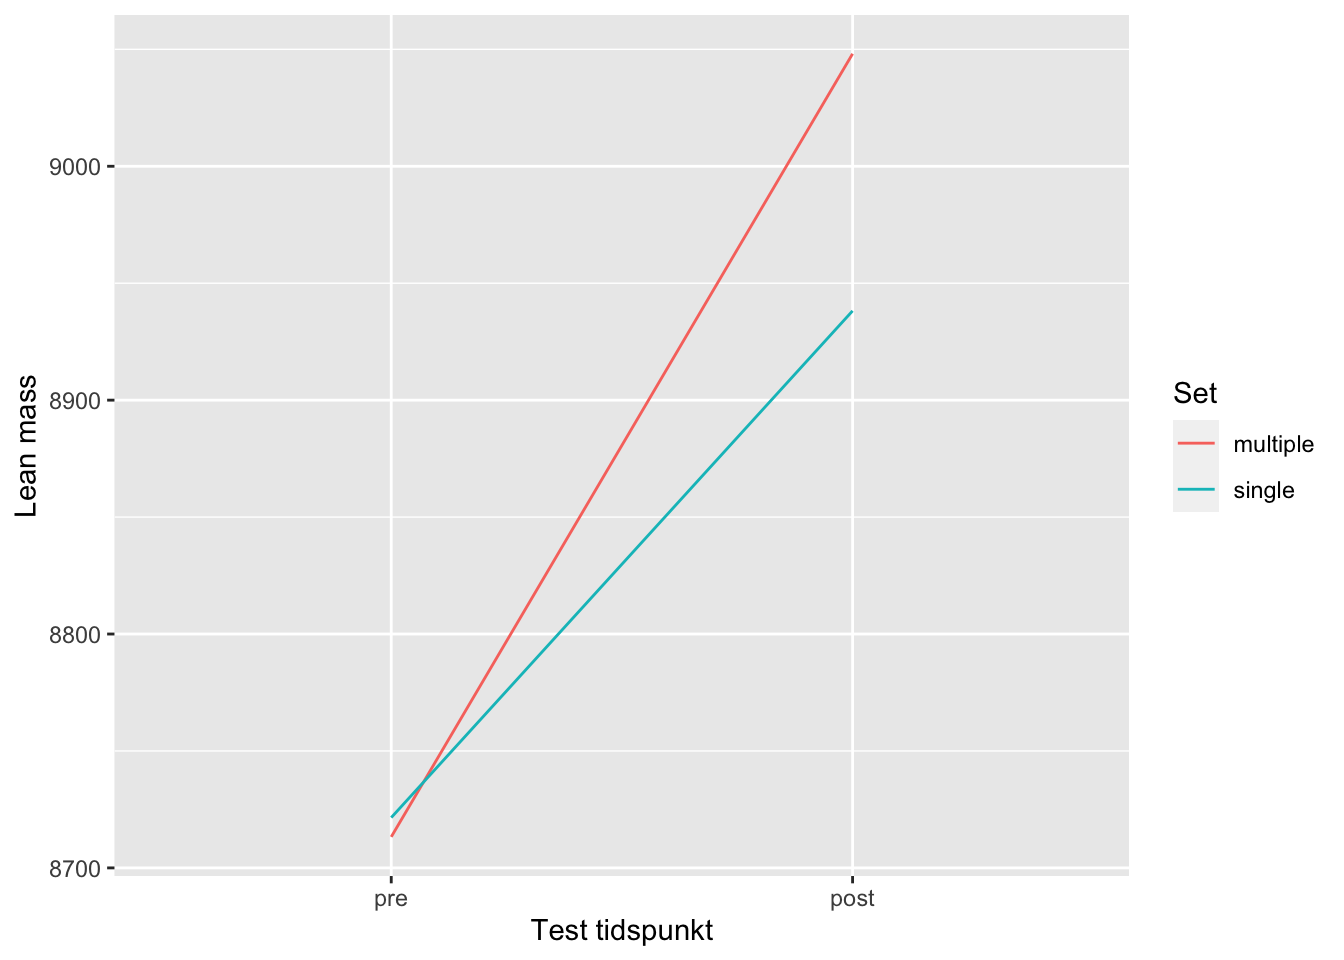 9000
8900
8800
8700
Lean mass
pre
post
Test tidspunkt
Set
multiple
single